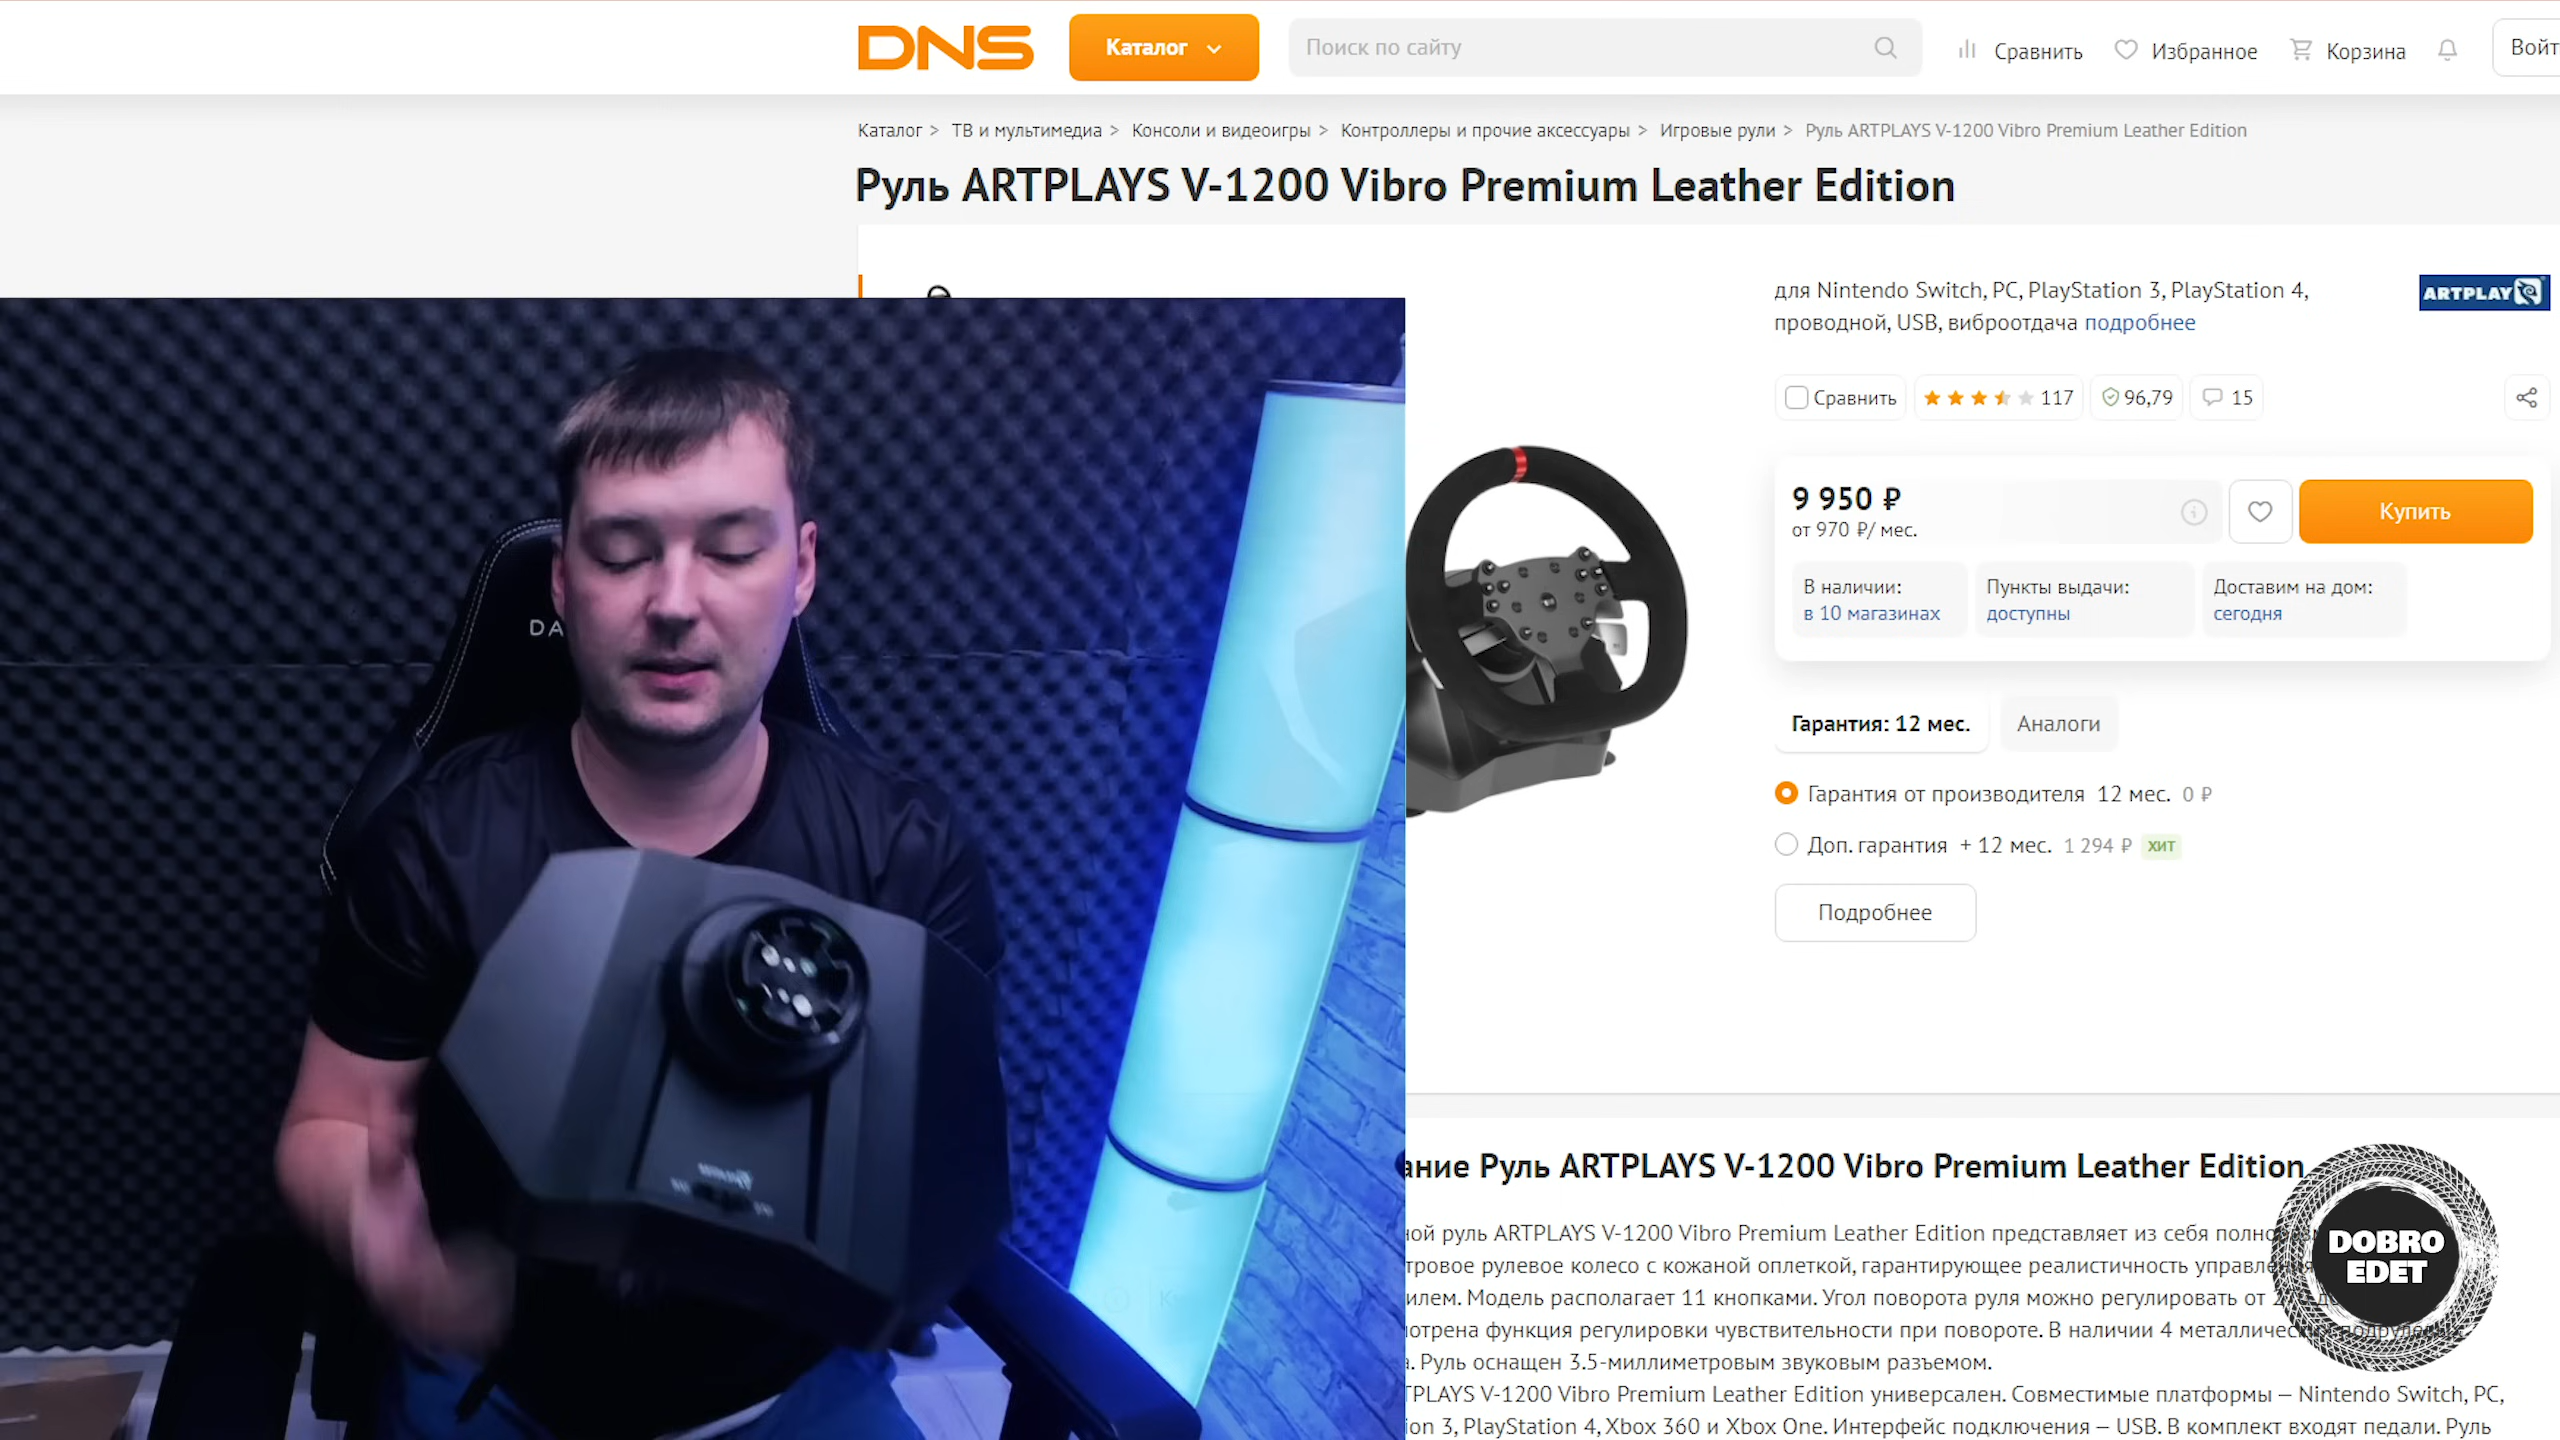 DNS
Каталог
Поиск по сайту
Сравнить
Избранное
Корзина
Войт
Каталог > ТВ и мультимедиа > Консоли и видеоигры > Контроллеры и прочие аксессуары > Игровые рули > Руль ARTPLAYS V-1200 Vibro Premium Leather Edition
Руль ARTPLAYS V-1200 Vibro Premium Leather Edition
для Nintendo Switch, PC, PlayStation 3, PlayStation 4,
проводной, USB, виброотдача подробнее
ARTPLAYS
Сравнить
117
96,79
15
9 950 ₽
от 970 ₽/ мес.
Купить
В наличии:
в 10 магазинах
Пункты выдачи:
доступны
Доставим на дом:
сегодня
Гарантия: 12 мес.
Аналоги
Гарантия от производителя 12 мес. 0 ₽
Доп. гарантия + 12 мес. 1 294 ₽ ХИТ
Подробнее
DA
ание Руль ARTPLAYS V-1200 Vibro Premium Leather Edition
ной руль ARTPLAYS V-1200 Vibro Premium Leather Edition представляет из себя
тровое рулевое колесо с кожаной оплеткой, гарантирующее реалистичность
илем. Модель располагает 11 кнопками. Угол поворота руля можно регулировать от
отрена функция регулировки чувствительности при повороте. В наличии 4
а. Руль оснащен 3.5-миллиметровым звуковым разъемом.
TPLAYS V-1200 Vibro Premium Leather Edition универсален. Совместимые платформы – Nintendo Switch, PC,
ion 3, PlayStation 4, Xbox 360 и Xbox One. Интерфейс подключения – USB. В комплект входят педали. Руль
DOBRO
EDET